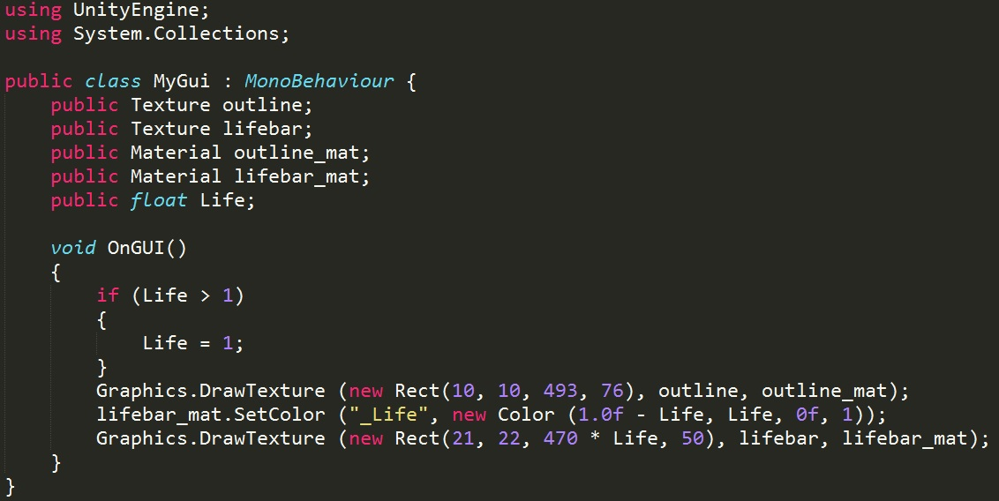 using UnityEngine;
using System.Collections;
public class MyGui : MonoBehaviour {
public Texture outline;
public Texture lifebar;
public Material outline_mat;
public Material lifebar_mat;
public float Life;
void OnGUI()
{
if (Life > 1)
{
Life = 1;
}
Graphics.DrawTexture (new Rect(10, 10, 493, 76), outline, outline_mat);
lifebar_mat.SetColor ("_Life", new Color (1.0f - Life, Life, 0f, 1));
Graphics.DrawTexture (new Rect(21, 22, 470 * Life, 50), lifebar, lifebar_mat);
}
}